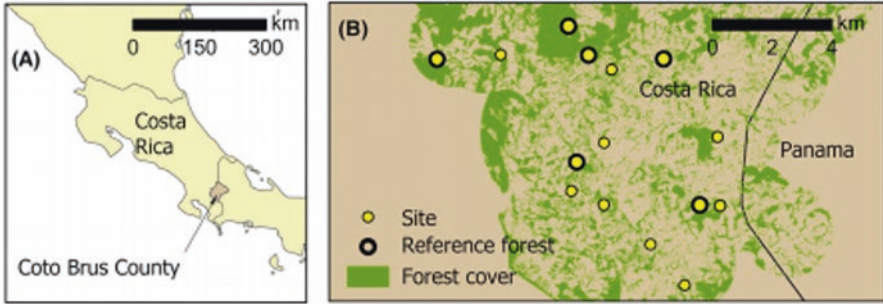 (A)
km
0 150 300
Costa
Rica
Coto Brus County
(B)
km
0 2 4
Costa Rica
Panama
Site
Reference forest
Forest cover